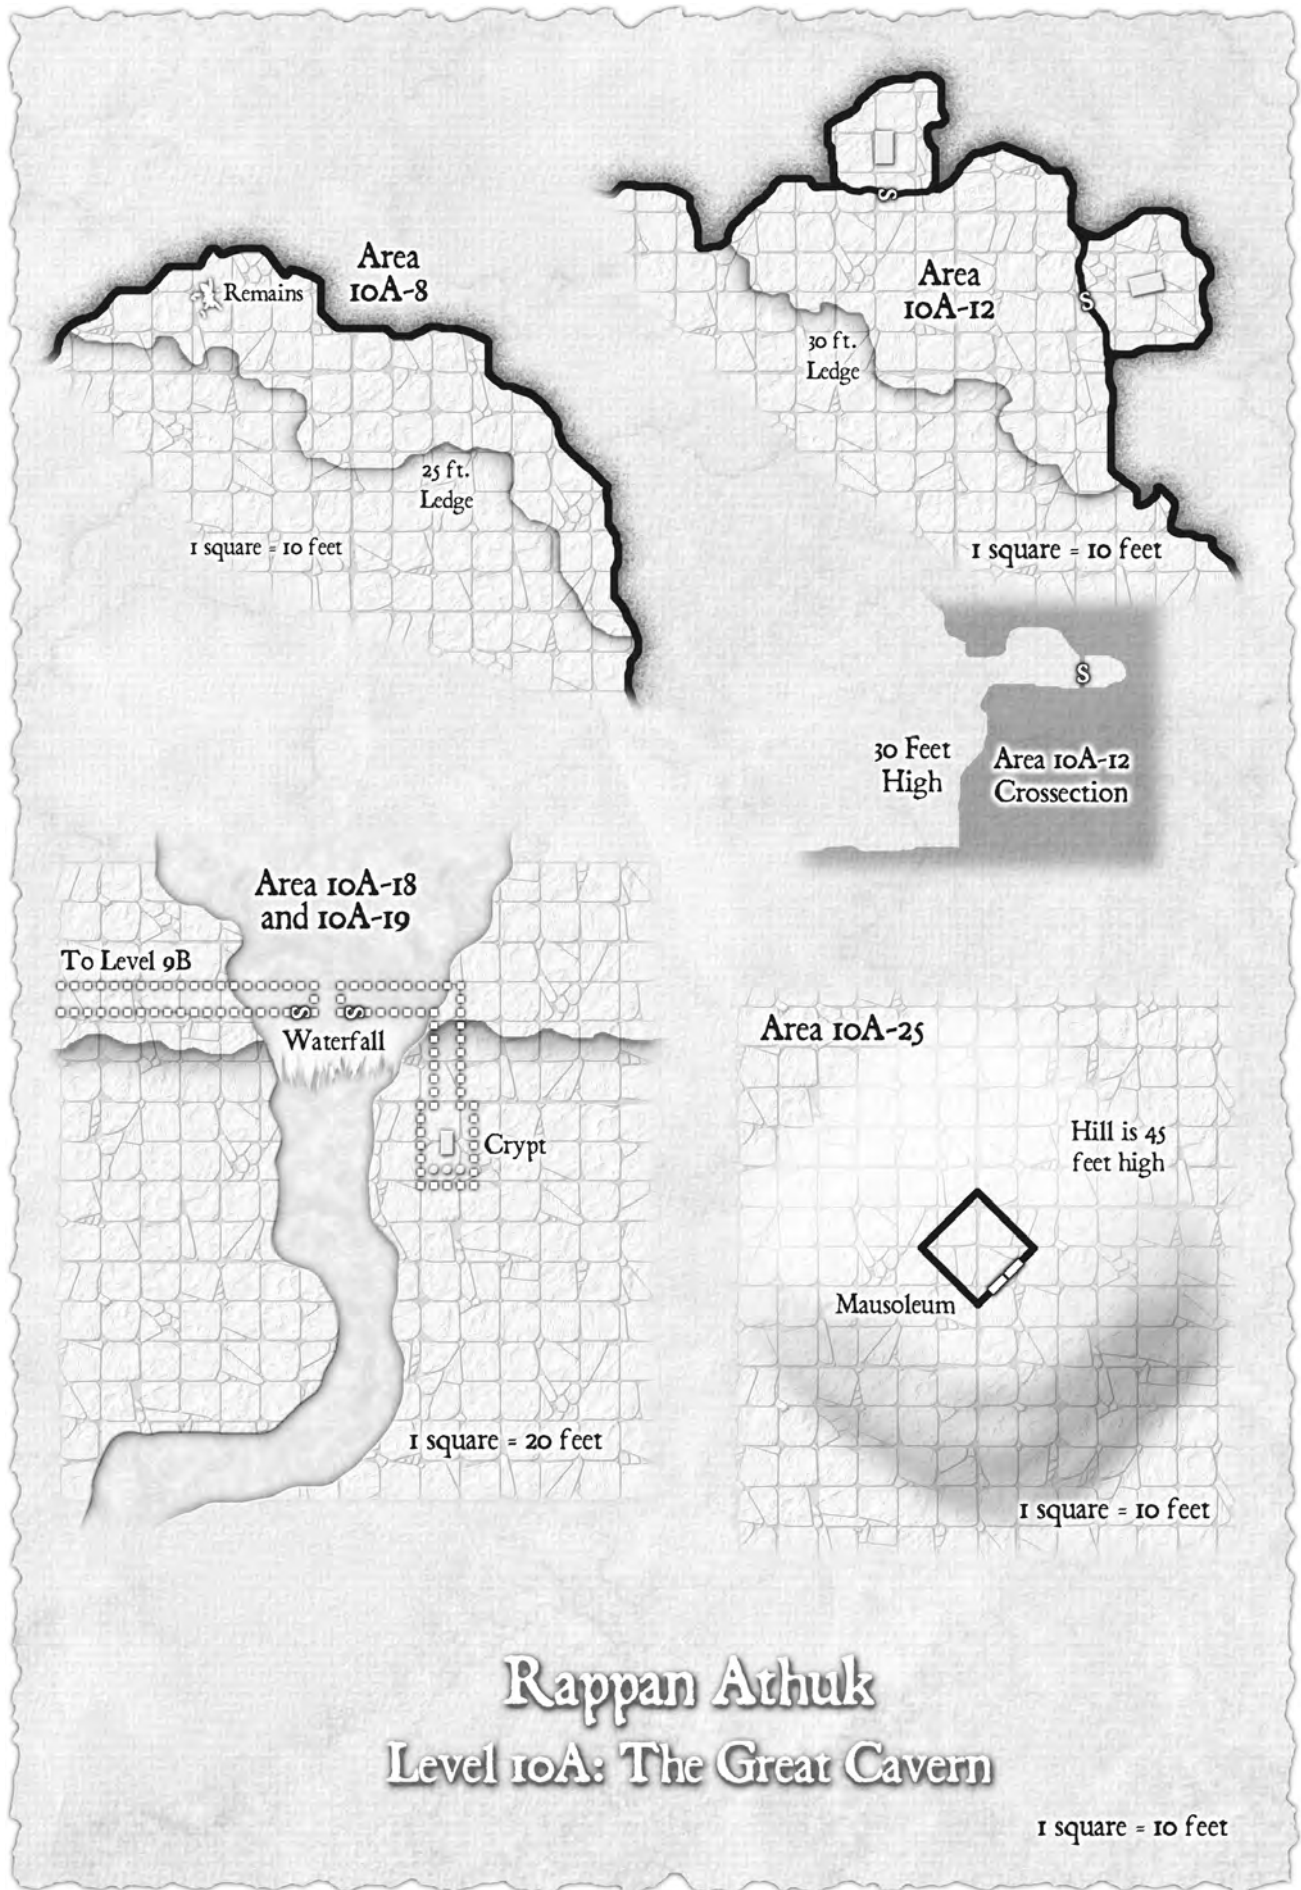 Area
10A-8
Remains
25 ft.
Ledge
1 square = 10 feet
S
Area
10A-12
S
30 ft.
Ledge
1 square = 10 feet
S
30 Feet
High
Area 10A-12
Crossection
Area 10A-18
and 10A-19
To Level 9B
S
S
Waterfall
Crypt
1 square = 20 feet
Area 10A-25
Hill is 45
feet high
Mausoleum
1 square = 10 feet
Rappan Athuk
Level 10A: The Great Cavern
1 square = 10 feet